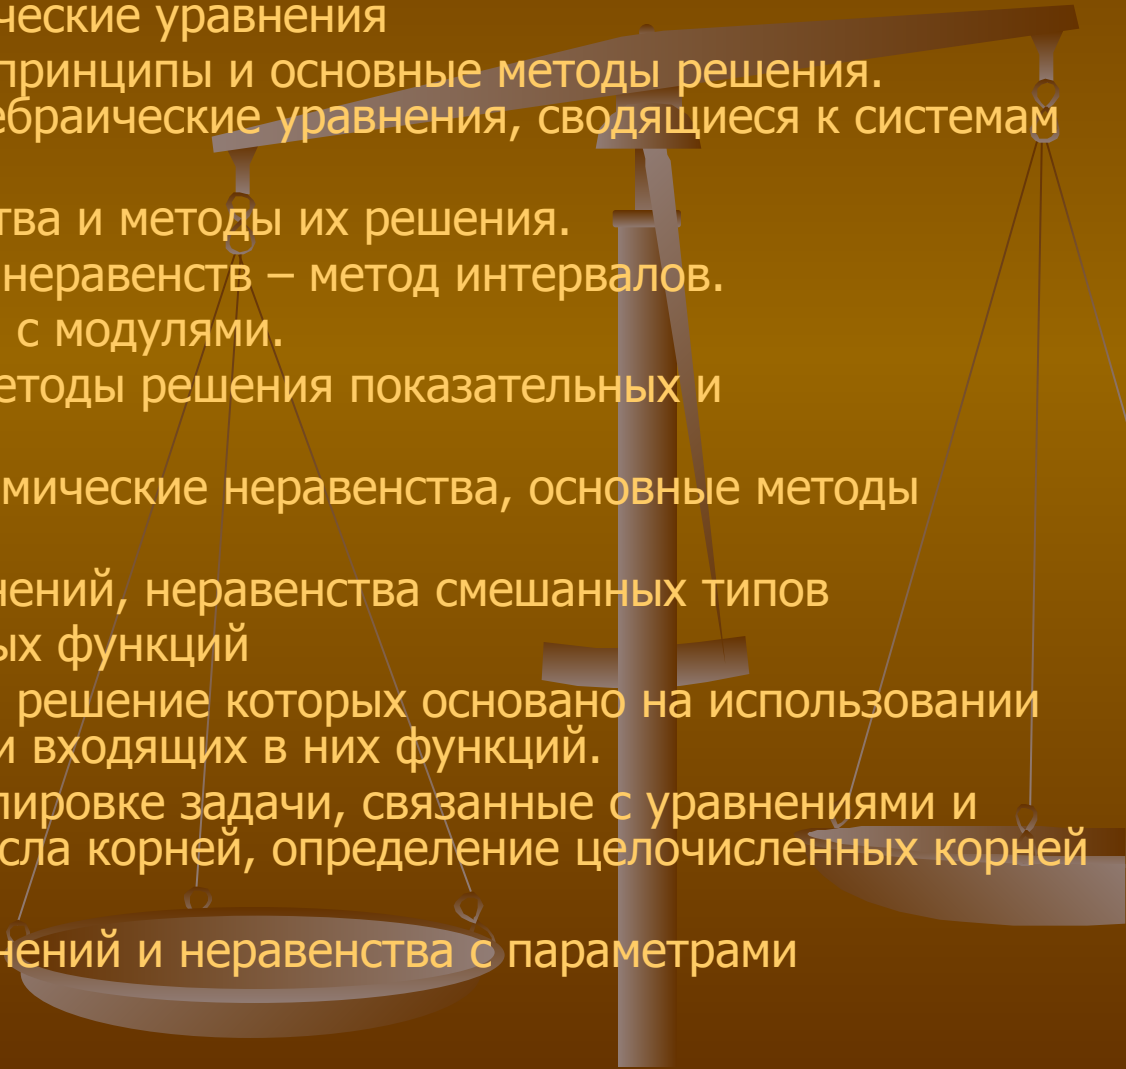 ческие уравнения
принципы и основные методы решения.
ебраические уравнения, сводящиеся к системам
тва и методы их решения.
неравенств – метод интервалов.
с модулями.
етоды решения показательных и
мические неравенства, основные методы
нений, неравенства смешанных типов
ых функций
решение которых основано на использовании
и входящих в них функций.
лировке задачи, связанные с уравнениями и
сла корней, определение целочисленных корней
нений и неравенства с параметрами